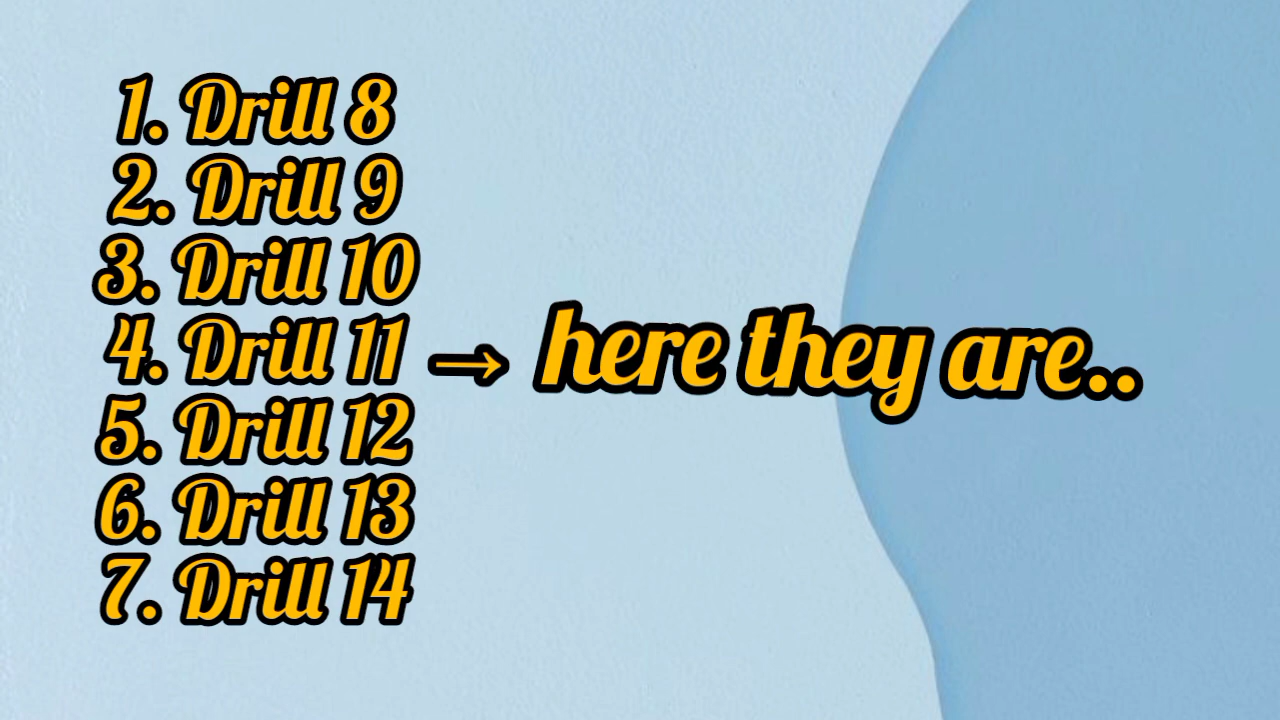 1. Drill 8
2. Drill 9
3. Drill 10
4. Drill 11 → here they are..
5. Drill 12
6. Drill 13
7. Drill 14